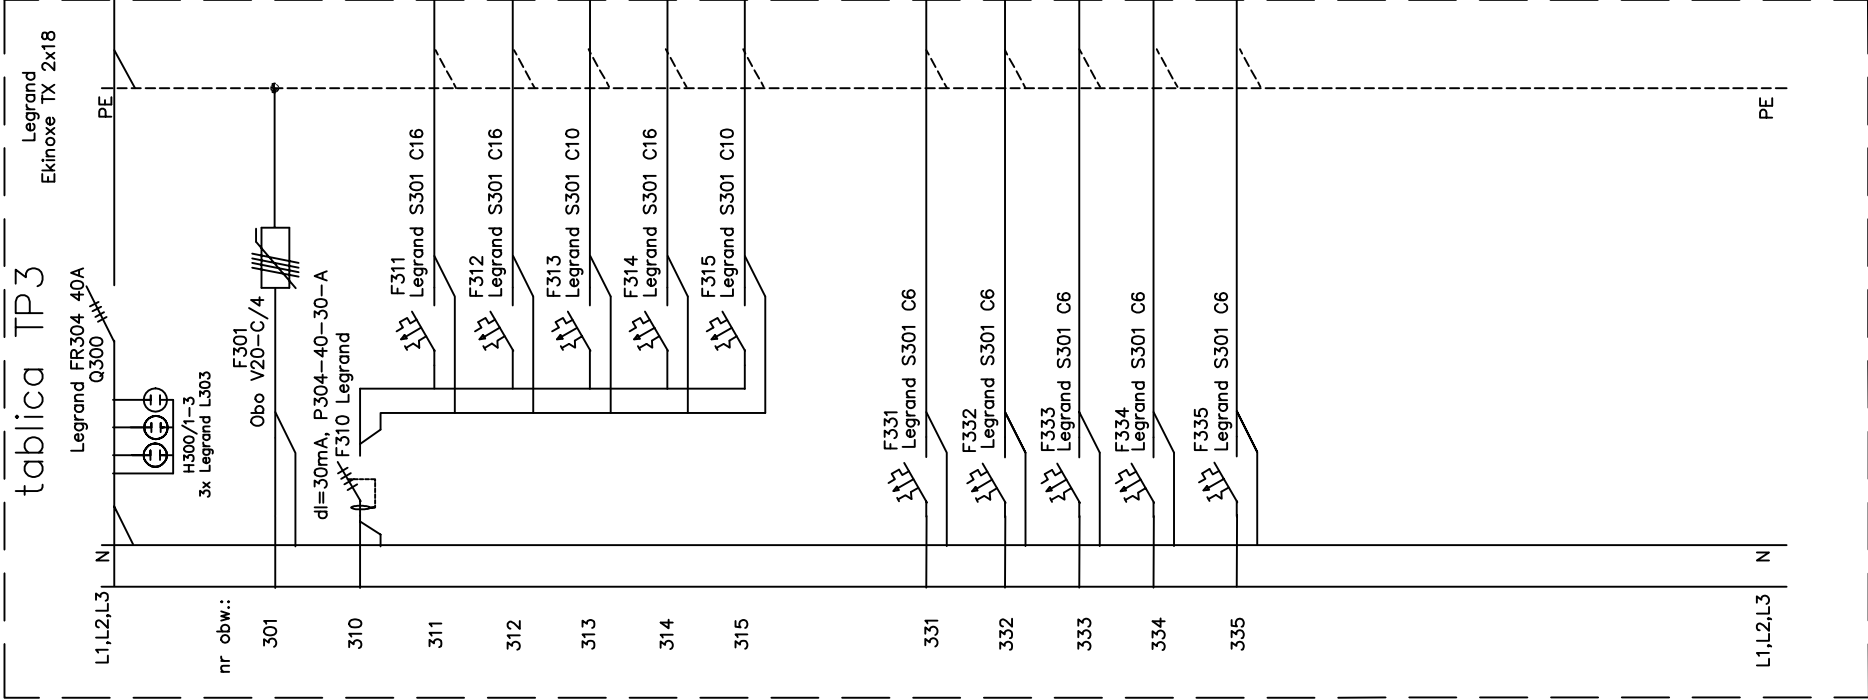 tablica TP3
Legrand
Ekinoxe TX 2x18
PE
Legrand FR304 40A
Q300
H300/1-3
3x Legrand L303
N
L1,L2,L3
nr obw.:
F301
Obo V20-C/4
301
dI=30mA, P304-40-30-A
F310 Legrand
310
F311
Legrand S301 C16
311
F312
Legrand S301 C16
312
F313
Legrand S301 C10
313
F314
Legrand S301 C16
314
F315
Legrand S301 C10
315
F331
Legrand S301 C6
331
F332
Legrand S301 C6
332
F333
Legrand S301 C6
333
F334
Legrand S301 C6
334
F335
Legrand S301 C6
335
PE
N
L1,L2,L3